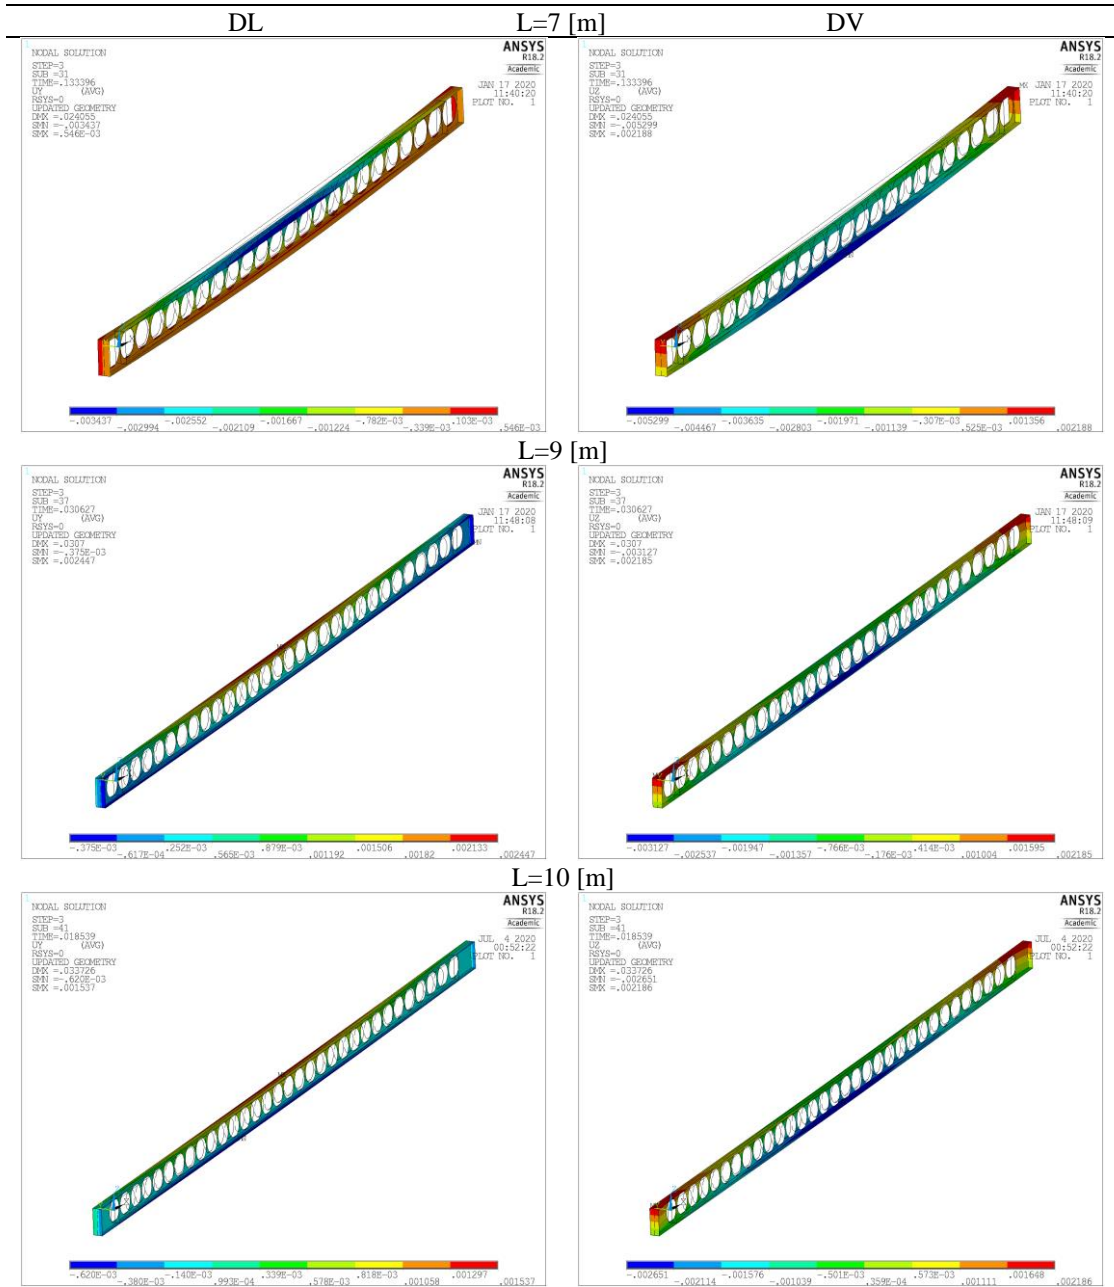 DL L=7 [m] DV
1
NODAL SOLUTION
STEP=3
SUB =31
TIME=.133396
UY (AVG)
RSYS=0
UPDATED GEOMETRY
DMX =.024055
SMN =-.003437
SMX =.546E-03
ANSYS
R18.2
Academic
JAN 17 2020
11:40:20
PLOT NO. 1
-.003437 -.002552 -.001667 -.782E-03 .103E-03
-.002994 -.002109 -.001224 -.339E-03 .546E-03
1
NODAL SOLUTION
STEP=3
SUB =31
TIME=.133396
UZ (AVG)
RSYS=0
UPDATED GEOMETRY
DMX =.024055
SMN =-.005299
SMX =.002188
ANSYS
R18.2
Academic
MX JAN 17 2020
11:40:20
PLOT NO. 1
-.005299 -.003635 -.001971 -.307E-03 .001356
-.004467 -.002803 -.001139 .525E-03 .002188
L=9 [m]
1
NODAL SOLUTION
STEP=3
SUB =37
TIME=.030627
UY (AVG)
RSYS=0
UPDATED GEOMETRY
DMX =.0307
SMN =-.375E-03
SMX =.002447
ANSYS
R18.2
Academic
JAN 17 2020
11:48:08
PLOT NO. 1
MN
-.375E-03 .252E-03 .879E-03 .001506 .002133
-.617E-04 .565E-03 .001192 .00182 .002447
1
NODAL SOLUTION
STEP=3
SUB =37
TIME=.030627
UZ (AVG)
RSYS=0
UPDATED GEOMETRY
DMX =.0307
SMN =-.003127
SMX =.002185
ANSYS
R18.2
Academic
JAN 17 2020
11:48:09
PLOT NO. 1
-.003127 -.001947 -.766E-03 .414E-03 .001595
-.002537 -.001357 -.176E-03 .001004 .002185
L=10 [m]
1
NODAL SOLUTION
STEP=3
SUB =41
TIME=.018539
UY (AVG)
RSYS=0
UPDATED GEOMETRY
DMX =.033726
SMN =-.620E-03
SMX =.001537
ANSYS
R18.2
Academic
JUL 4 2020
00:52:22
PLOT NO. 1
-.620E-03 -.140E-03 .339E-03 .818E-03 .001297
-.380E-03 .993E-04 .578E-03 .001058 .001537
1
NODAL SOLUTION
STEP=3
SUB =41
TIME=.018539
UZ (AVG)
RSYS=0
UPDATED GEOMETRY
DMX =.033726
SMN =-.002651
SMX =.002186
ANSYS
R18.2
Academic
JUL 4 2020
00:52:22
PLOT NO. 1
-.002651 -.001576 -.501E-03 .573E-03 .001648
-.002114 -.001039 .359E-04 .001111 .002186